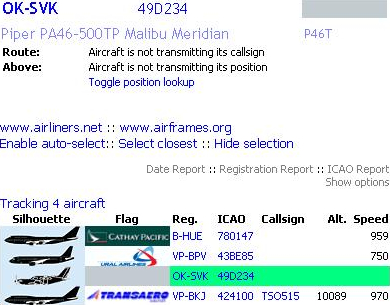 OK-SVK 49D234
Piper PA46-500TP Malibu Meridian P46T
Route: Aircraft is not transmitting its callsign
Above: Aircraft is not transmitting its position
Toggle position lookup
www.airliners.net :: www.airframes.org
Enable auto-select:: Select closest :: Hide selection
Date Report :: Registration Report :: ICAO Report
Show options
Tracking 4 aircraft
Silhouette Flag Reg. ICAO Callsign Alt. Speed
CATHAY PACIFIC B-HUE 780147 959
URAL AIRLINES VP-BPV 43BE85 750
OK-SVK 49D234
TRANSAERO VP-BKJ 424100 TSO515 10089 970